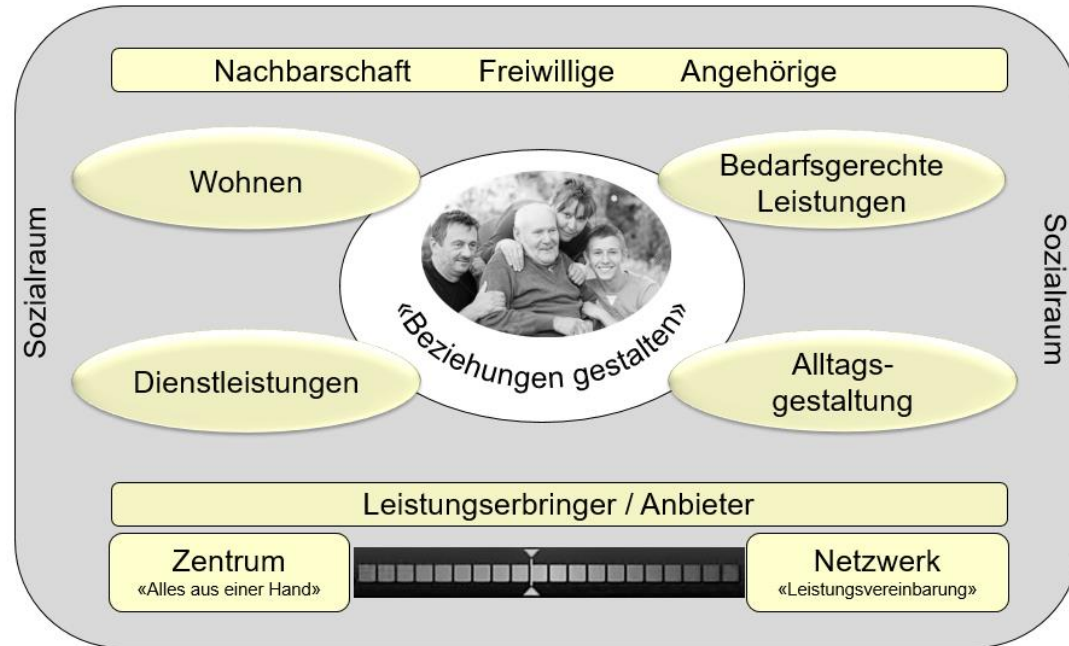 Nachbarschaft Freiwillige Angehörige
Sozialraum
Wohnen
Bedarfsgerechte
Leistungen
«Beziehungen gestalten»
Sozialraum
Dienstleistungen
Alltags-
gestaltung
Leistungserbringer / Anbieter
Zentrum
«Alles aus einer Hand»
Netzwerk
«Leistungsvereinbarung»